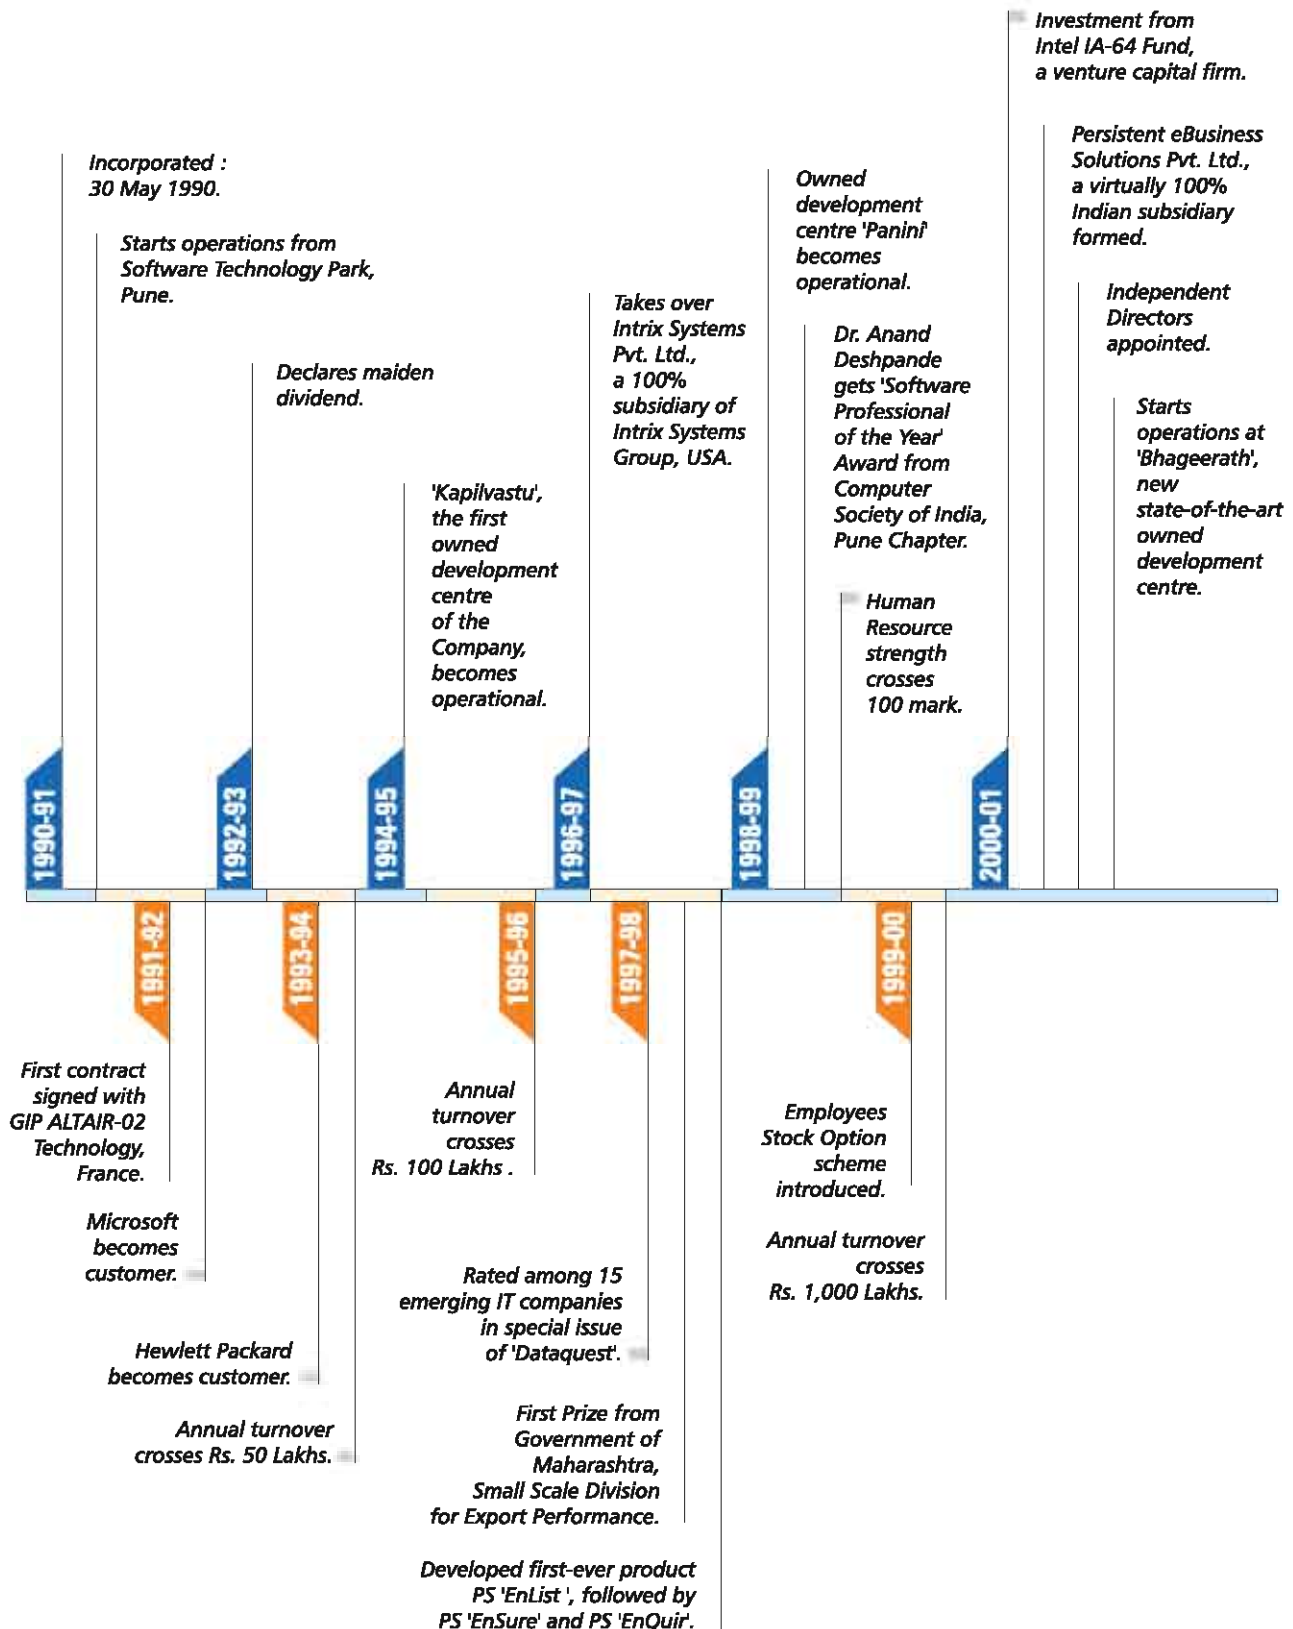 Investment from
Intel IA-64 Fund,
a venture capital firm.
Persistent eBusiness
Solutions Pvt. Ltd.,
a virtually 100%
Indian subsidiary
formed.
Incorporated :
30 May 1990.
Owned
development
centre 'Panini'
becomes
operational.
Starts operations from
Software Technology Park,
Pune.
Independent
Directors
appointed.
Takes over
Intrix Systems
Pvt. Ltd.,
a 100%
subsidiary of
Intrix Systems
Group, USA.
Dr. Anand
Deshpande
gets 'Software
Professional
of the Year'
Award from
Computer
Society of India,
Pune Chapter.
Declares maiden
dividend.
Starts
operations at
'Bhageerath',
new
state-of-the-art
owned
development
centre.
'Kapilvastu',
the first
owned
development
centre
of the
Company,
becomes
operational.
Human
Resource
strength
crosses
100 mark.
1990-91
1992-93
1994-95
1996-97
1998-99
2000-01
1991-92
1993-94
1995-96
1997-98
1999-00
First contract
signed with
GIP ALTAIR-02
Technology,
France.
Annual
turnover
crosses
Rs. 100 Lakhs .
Employees
Stock Option
scheme
introduced.
Microsoft
becomes
customer.
Annual turnover
crosses
Rs. 1,000 Lakhs.
Rated among 15
emerging IT companies
in special issue
of 'Dataquest'.
Hewlett Packard
becomes customer.
First Prize from
Government of
Maharashtra,
Small Scale Division
for Export Performance.
Annual turnover
crosses Rs. 50 Lakhs.
Developed first-ever product
PS 'EnList ', followed by
PS 'EnSure' and PS 'EnQuir'.